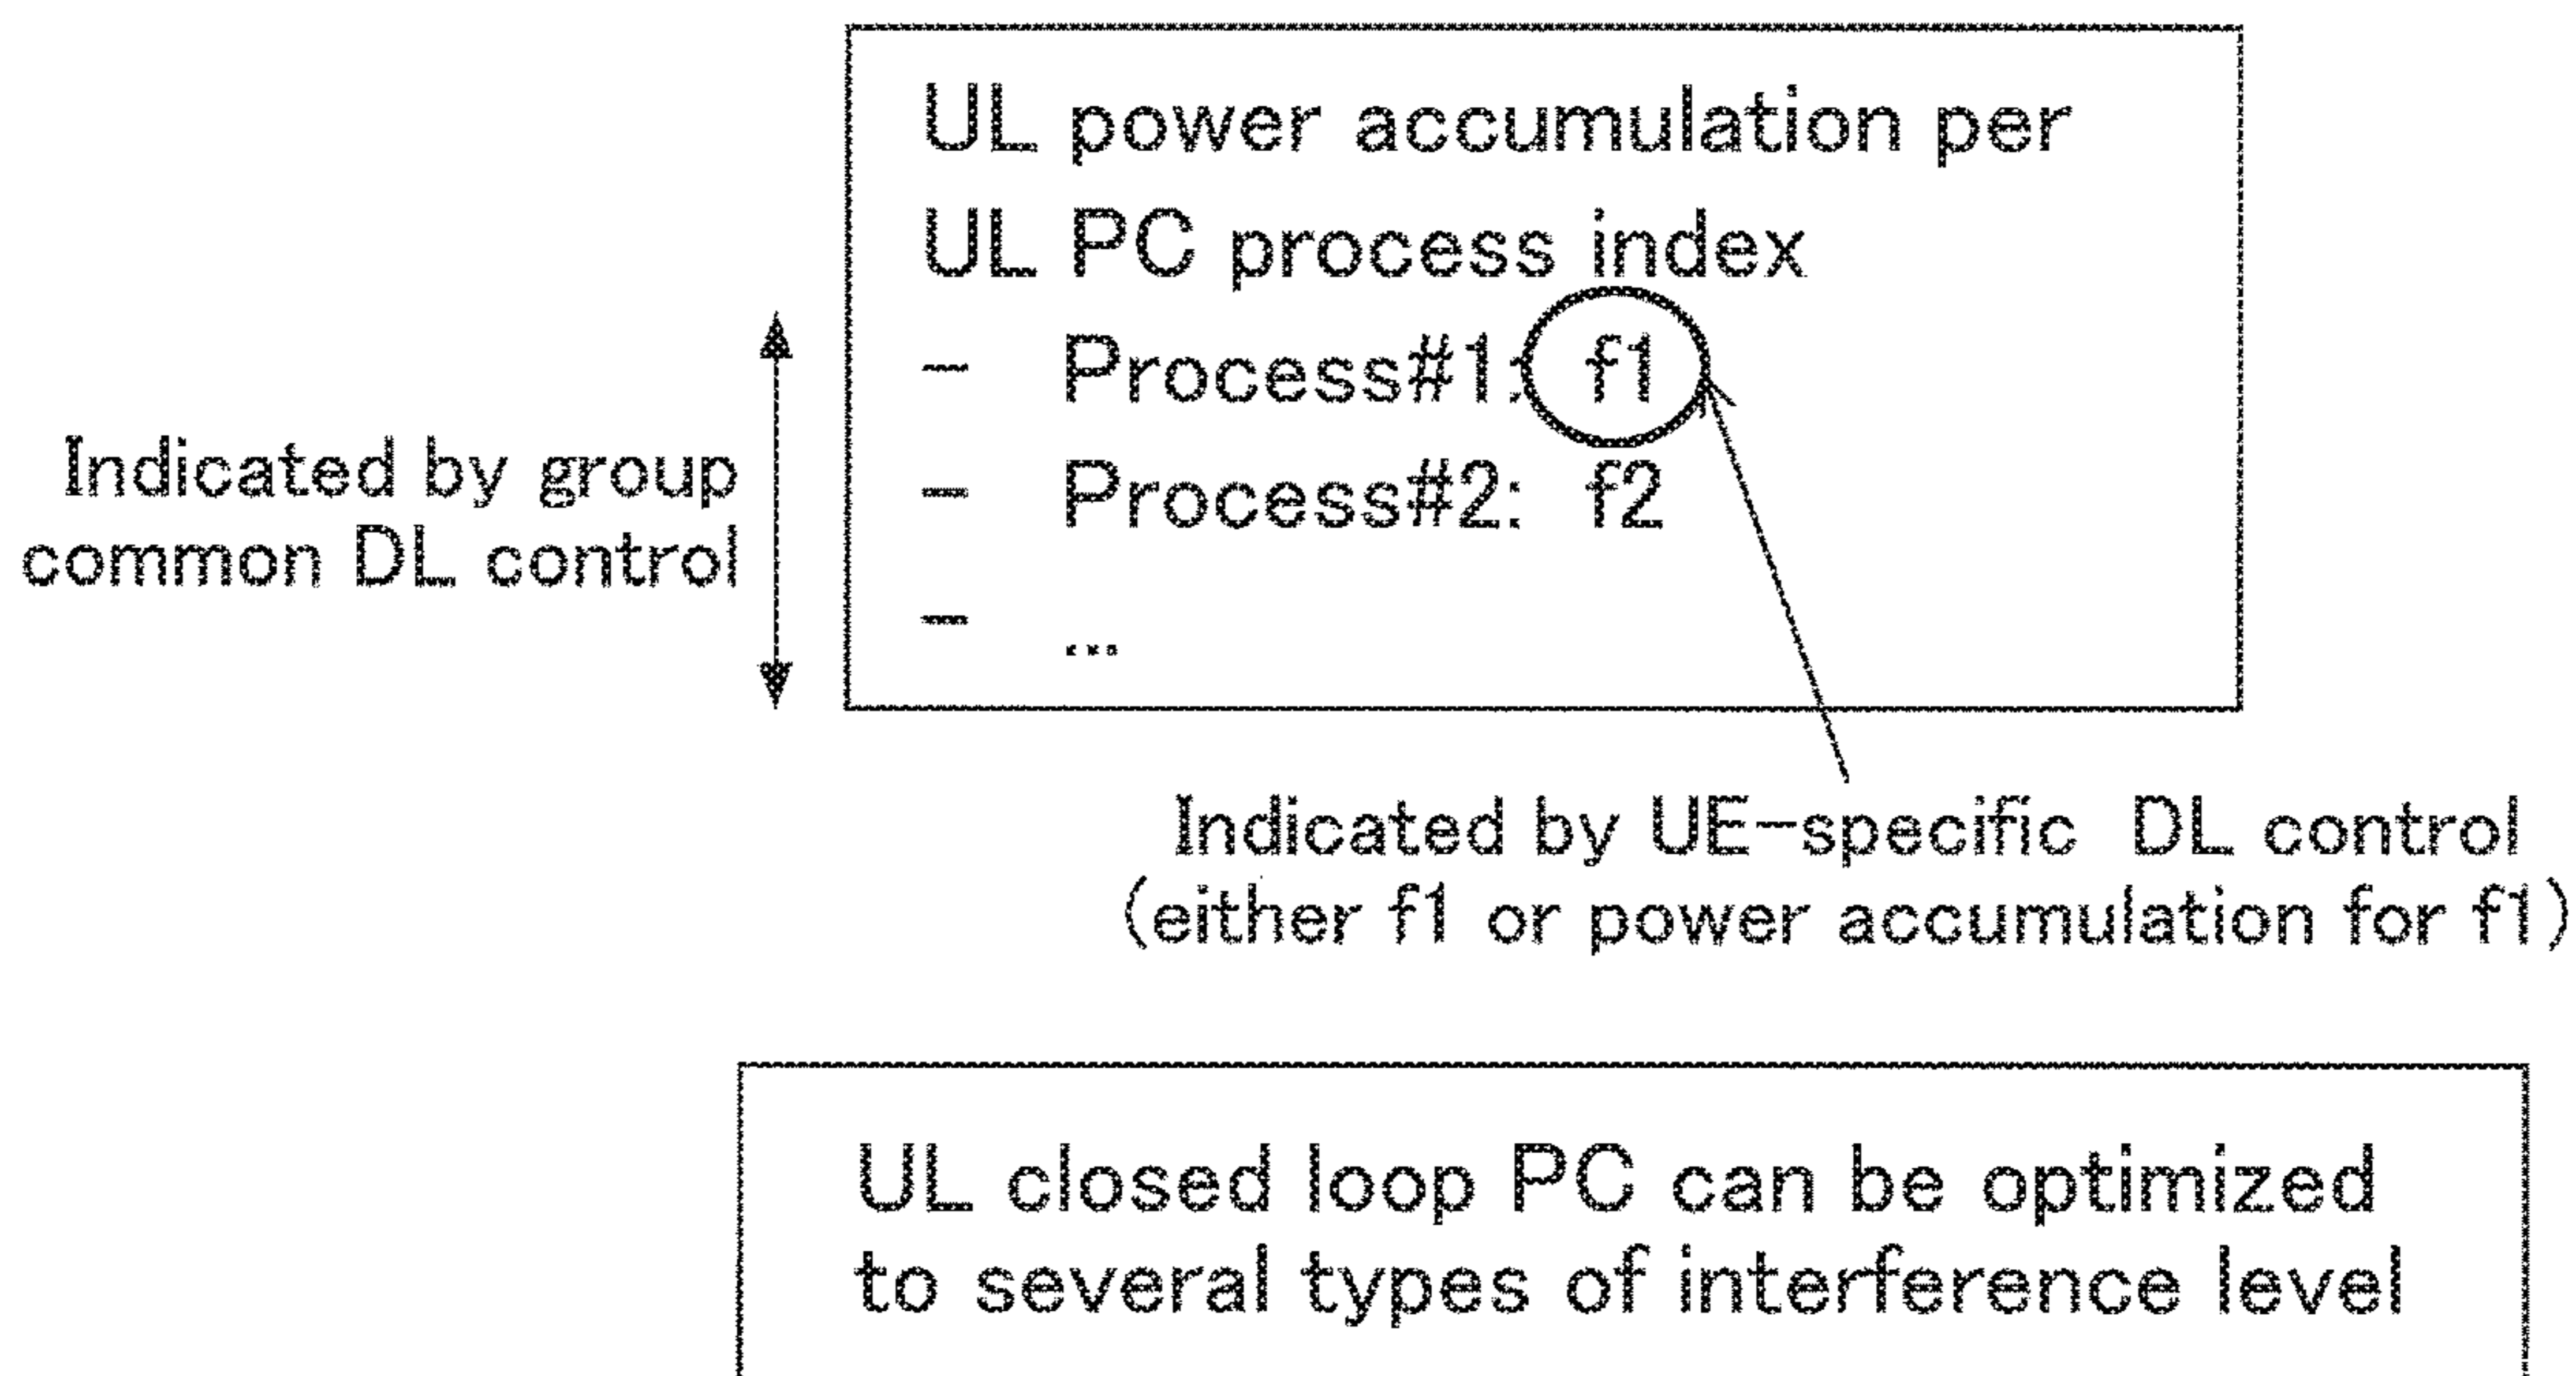 UL power accumulation per
UL PC process index
- Process#1: f1
- Process#2: f2
- ...
Indicated by group
common DL control
Indicated by UE-specific DL control
(either f1 or power accumulation for f1)
UL closed loop PC can be optimized
to several types of interference level